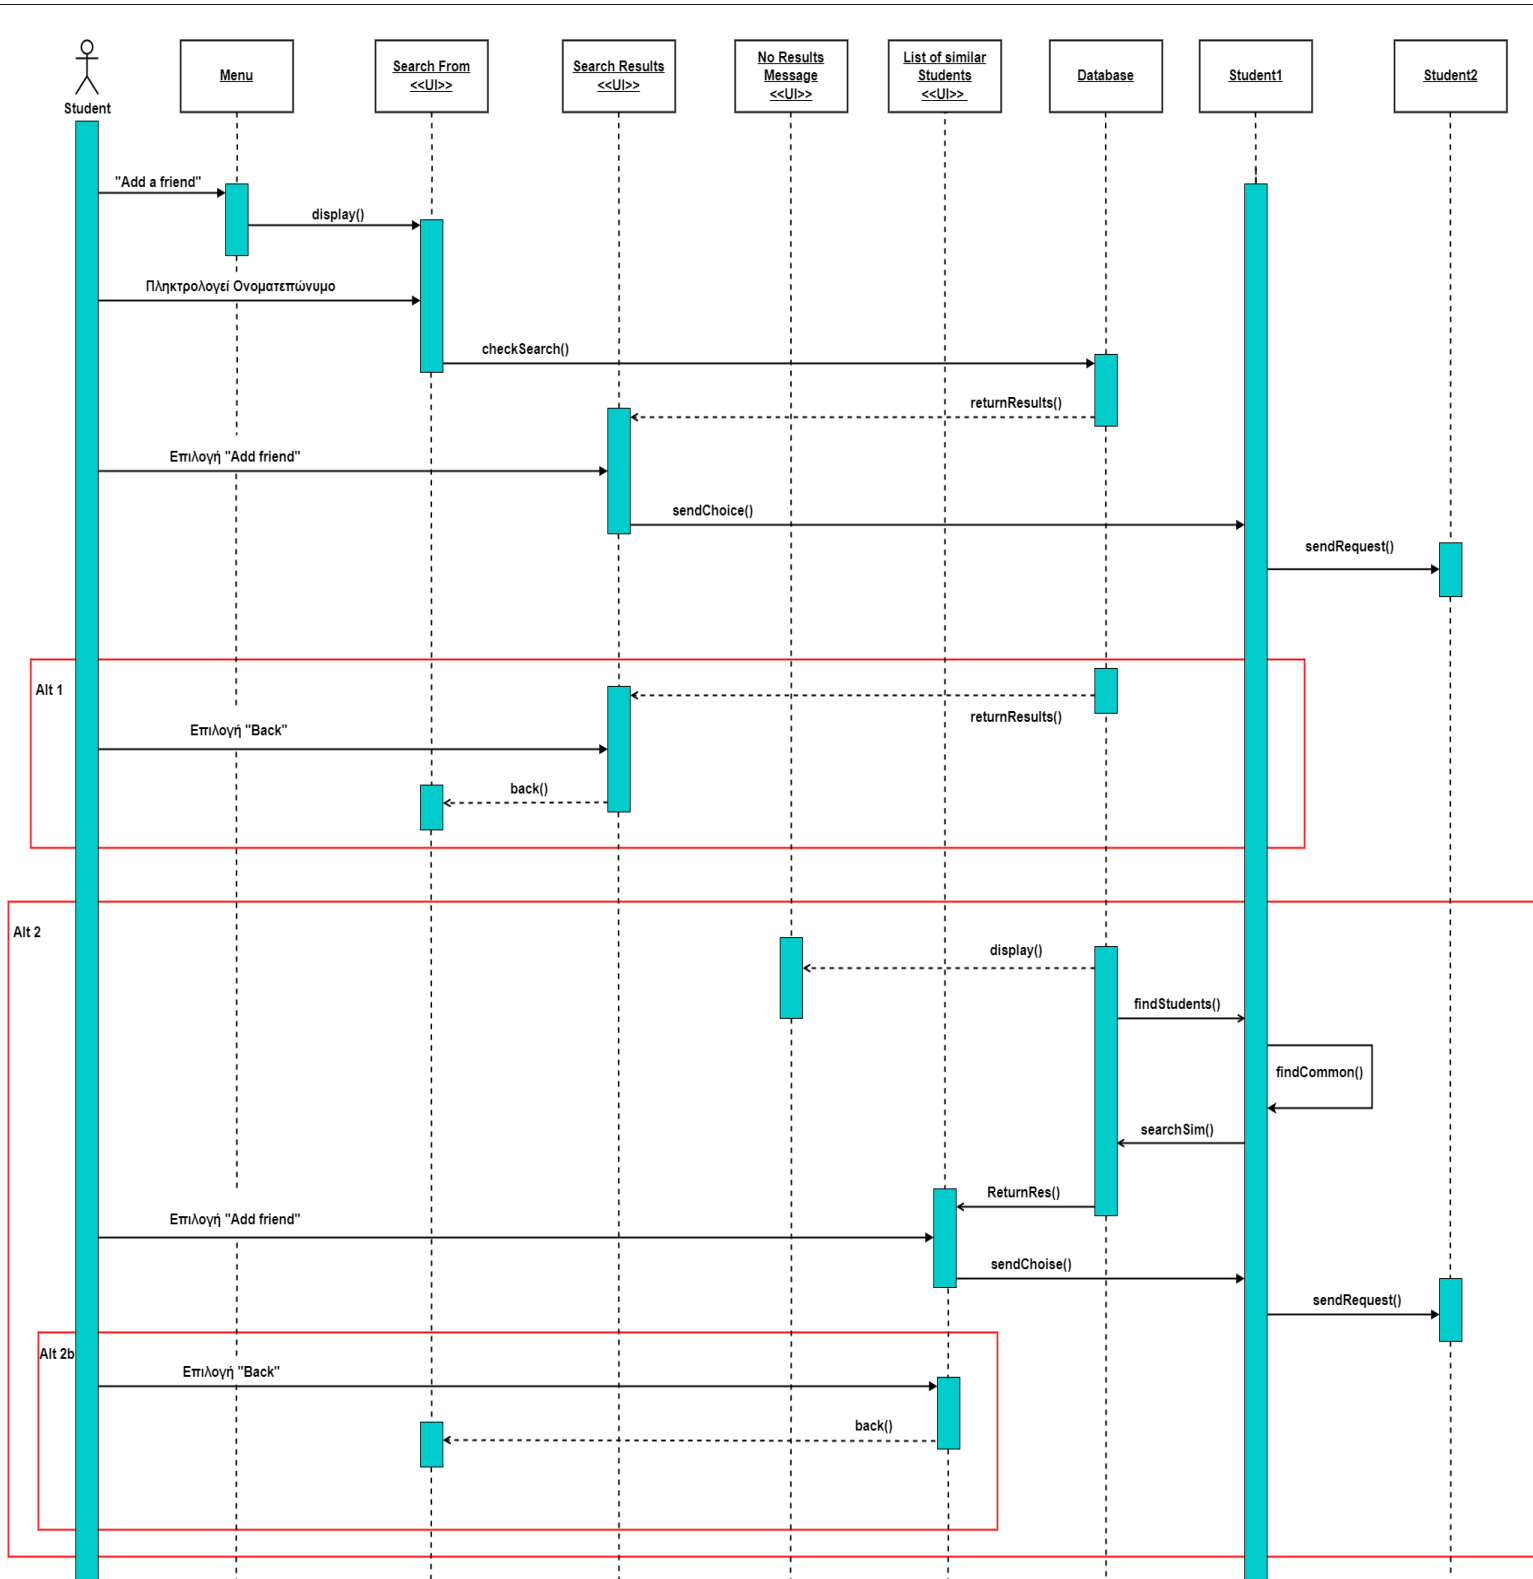 Student
Menu
Search From
<<UI>>
Search Results
<<UI>>
No Results
Message
<<UI>>
List of similar
Students
<<UI>>
Database
Student1
Student2
"Add a friend"
display()
Πληκτρολογεί Ονοματεπώνυμο
checkSearch()
returnResults()
Επιλογή "Add friend"
sendChoice()
sendRequest()
Alt 1
returnResults()
Επιλογή "Back"
back()
Alt 2
display()
findStudents()
findCommon()
searchSim()
ReturnRes()
Επιλογή "Add friend"
sendChoise()
sendRequest()
Alt 2b
Επιλογή "Back"
back()